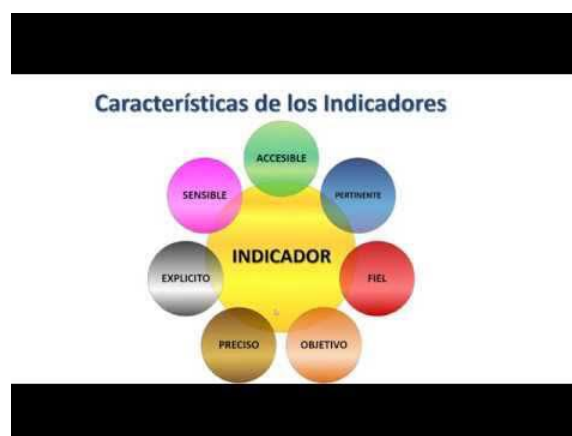 Características de los Indicadores
ACCESIBLE
SENSIBLE
PERTINENTE
INDICADOR
EXPLICITO
FIEL
PRECISO
OBJETIVO